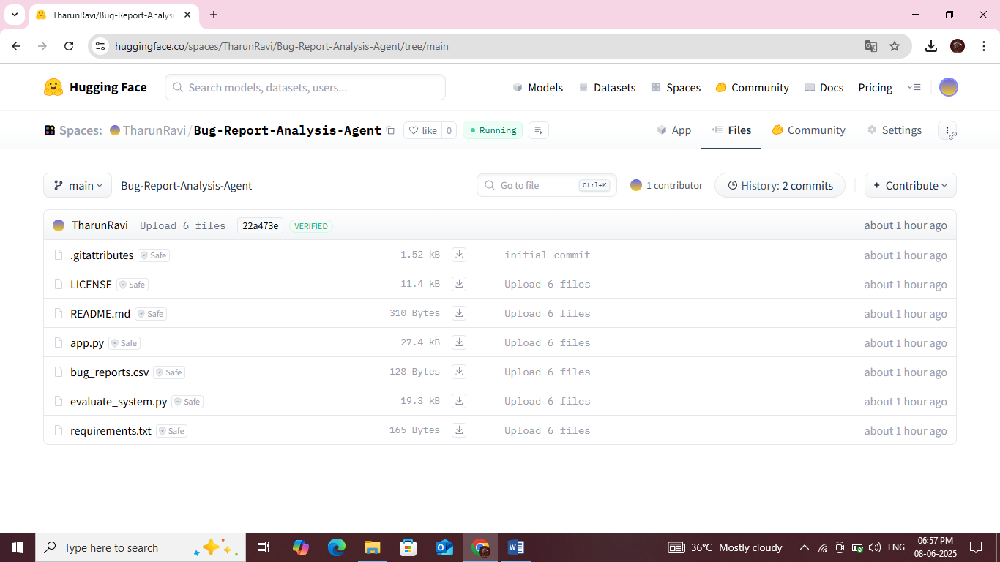 TharunRavi/Bug-Report-Analysis
huggingface.co/spaces/TharunRavi/Bug-Report-Analysis-Agent/tree/main
Hugging Face
Search models, datasets, users...
Models
Datasets
Spaces
Community
Docs
Pricing
Spaces:
TharunRavi/Bug-Report-Analysis-Agent
like 0
Running
App
Files
Community
Settings
main
Bug-Report-Analysis-Agent
Go to file Ctrl+K
1 contributor
History: 2 commits
+ Contribute
TharunRavi Upload 6 files 22a473e VERIFIED about 1 hour ago
.gitattributes Safe 1.52 kB initial commit about 1 hour ago
LICENSE Safe 11.4 kB Upload 6 files about 1 hour ago
README.md Safe 310 Bytes Upload 6 files about 1 hour ago
app.py Safe 27.4 kB Upload 6 files about 1 hour ago
bug_reports.csv Safe 128 Bytes Upload 6 files about 1 hour ago
evaluate_system.py Safe 19.3 kB Upload 6 files about 1 hour ago
requirements.txt Safe 165 Bytes Upload 6 files about 1 hour ago
Type here to search
36°C Mostly cloudy
ENG
06:57 PM
08-06-2025